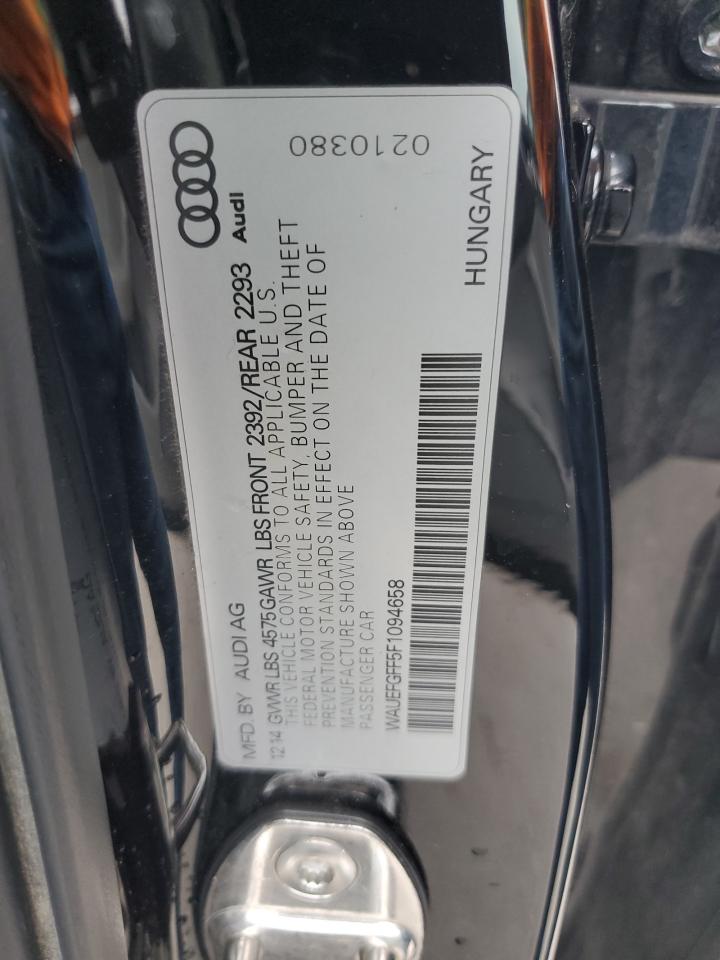 MFD. BY AUDI AG
Audi
12.14 GVWR LBS 4575 GAWR LBS FRONT 2392/REAR 2293
THIS VEHICLE CONFORMS TO ALL APPLICABLE U.S.
FEDERAL MOTOR VEHICLE SAFETY, BUMPER AND THEFT
PREVENTION STANDARDS IN EFFECT ON THE DATE OF
MANUFACTURE SHOWN ABOVE
PASSENGER CAR
WAUEFGFF5F1094658
HUNGARY
0210380